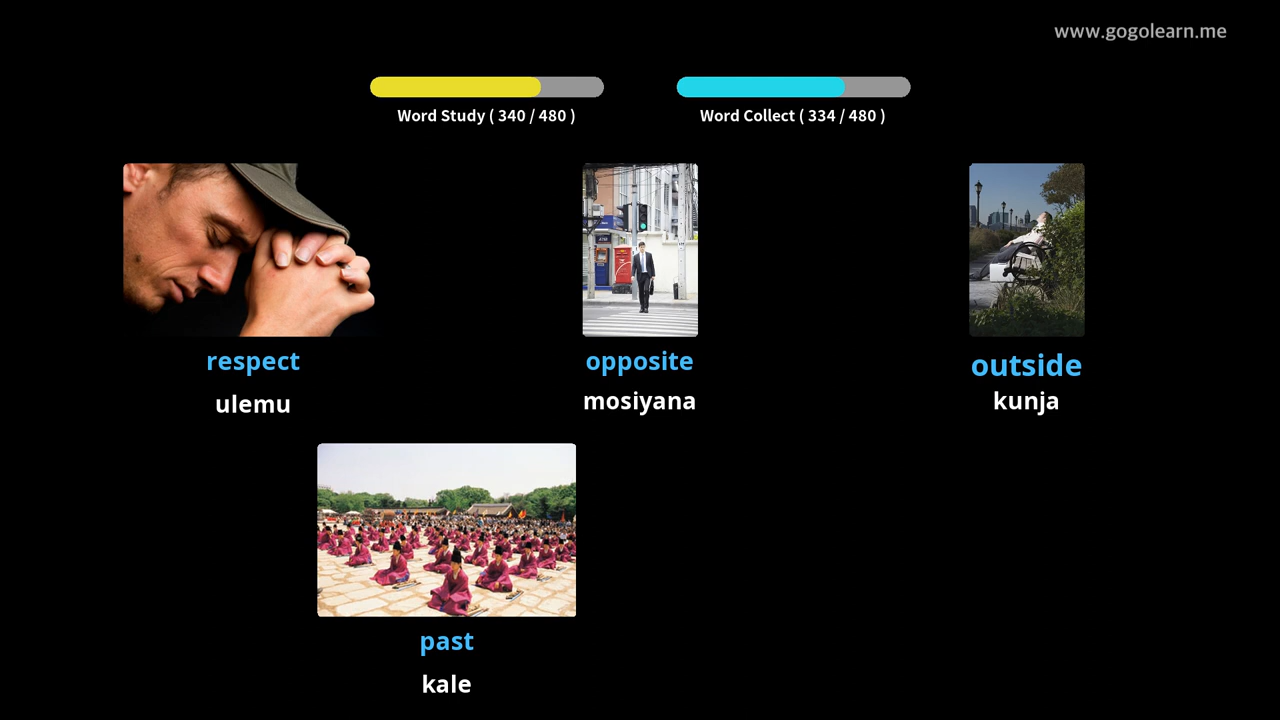 www.gogolearn.me
Word Study ( 340 / 480 )
Word Collect ( 334 / 480 )
respect
ulemu
opposite
mosiyana
outside
kunja
past
kale